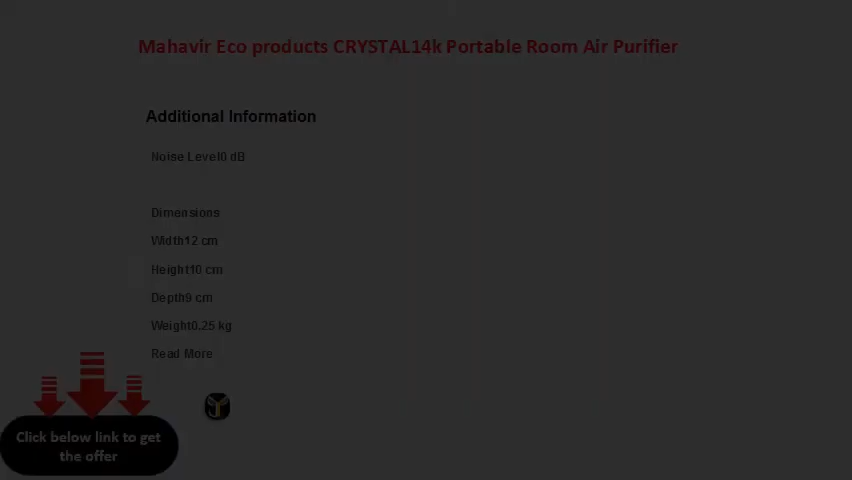 Mahavir Eco products CRYSTAL14k Portable Room Air Purifier
Additional Information
Noise Level0 dB
Dimensions
Width12 cm
Height10 cm
Depth9 cm
Weight0.25 kg
Read More
Click below link to get
the offer